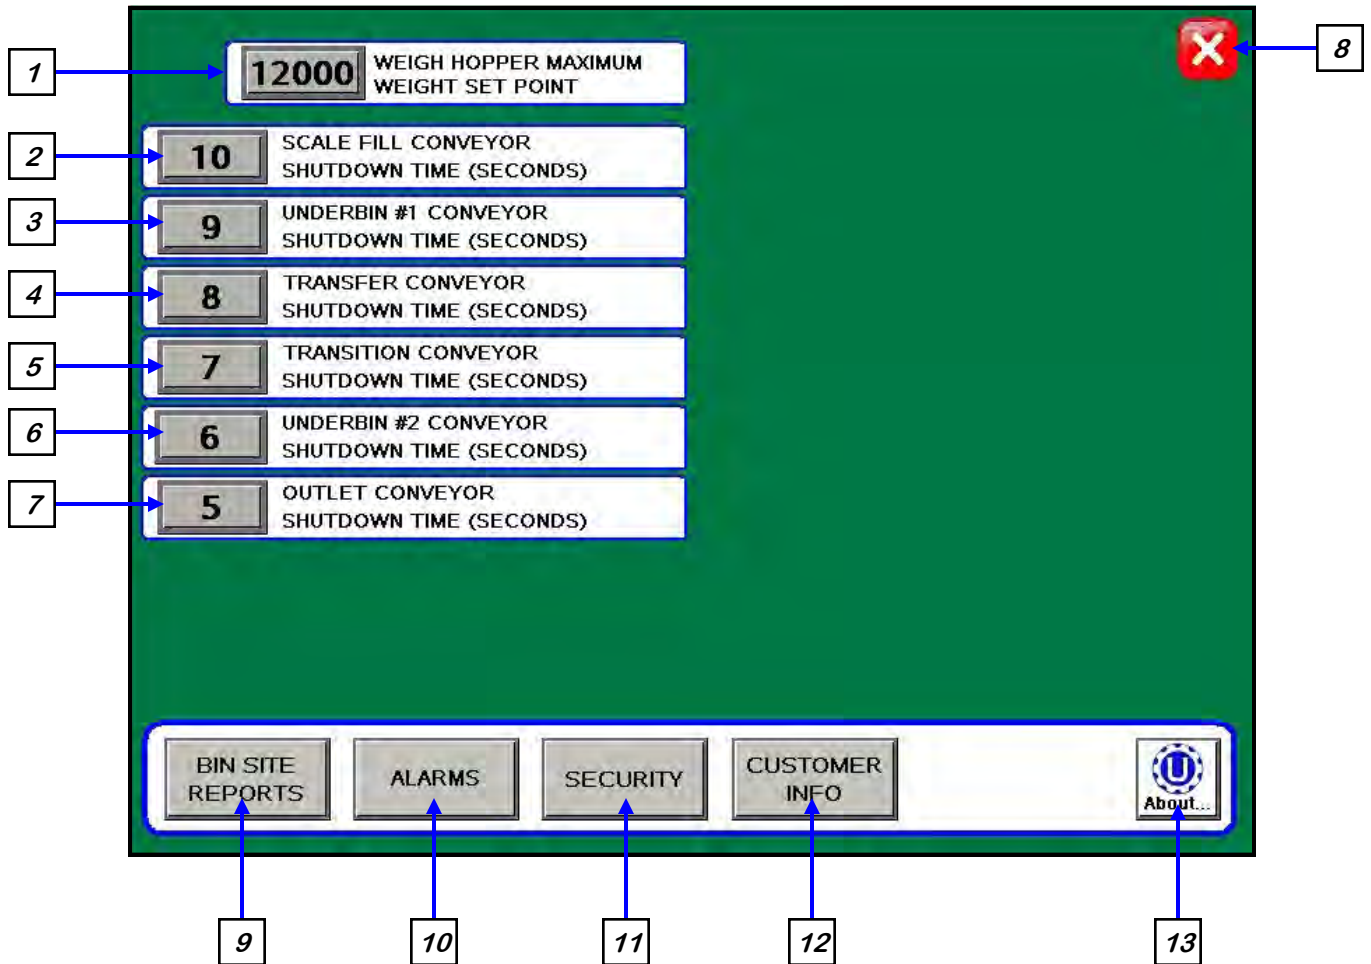 1
12000
WEIGH HOPPER MAXIMUM
WEIGHT SET POINT
8
2
10
SCALE FILL CONVEYOR
SHUTDOWN TIME (SECONDS)
3
9
UNDERBIN #1 CONVEYOR
SHUTDOWN TIME (SECONDS)
4
8
TRANSFER CONVEYOR
SHUTDOWN TIME (SECONDS)
5
7
TRANSITION CONVEYOR
SHUTDOWN TIME (SECONDS)
6
6
UNDERBIN #2 CONVEYOR
SHUTDOWN TIME (SECONDS)
7
5
OUTLET CONVEYOR
SHUTDOWN TIME (SECONDS)
BIN SITE
REPORTS
ALARMS
SECURITY
CUSTOMER
INFO
U
About...
9
10
11
12
13